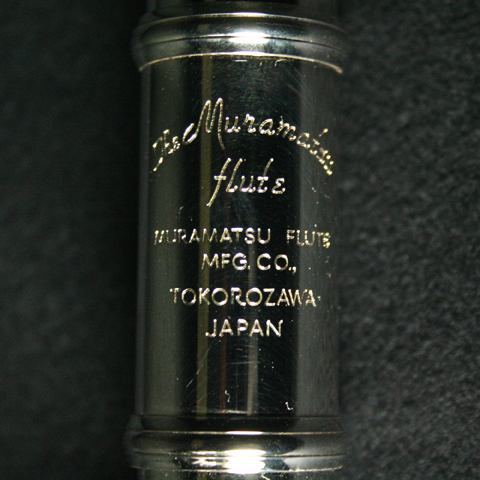 The Muramatsu
flute
MURAMATSU FLUTE
MFG. CO.,
TOKOROZAWA
JAPAN